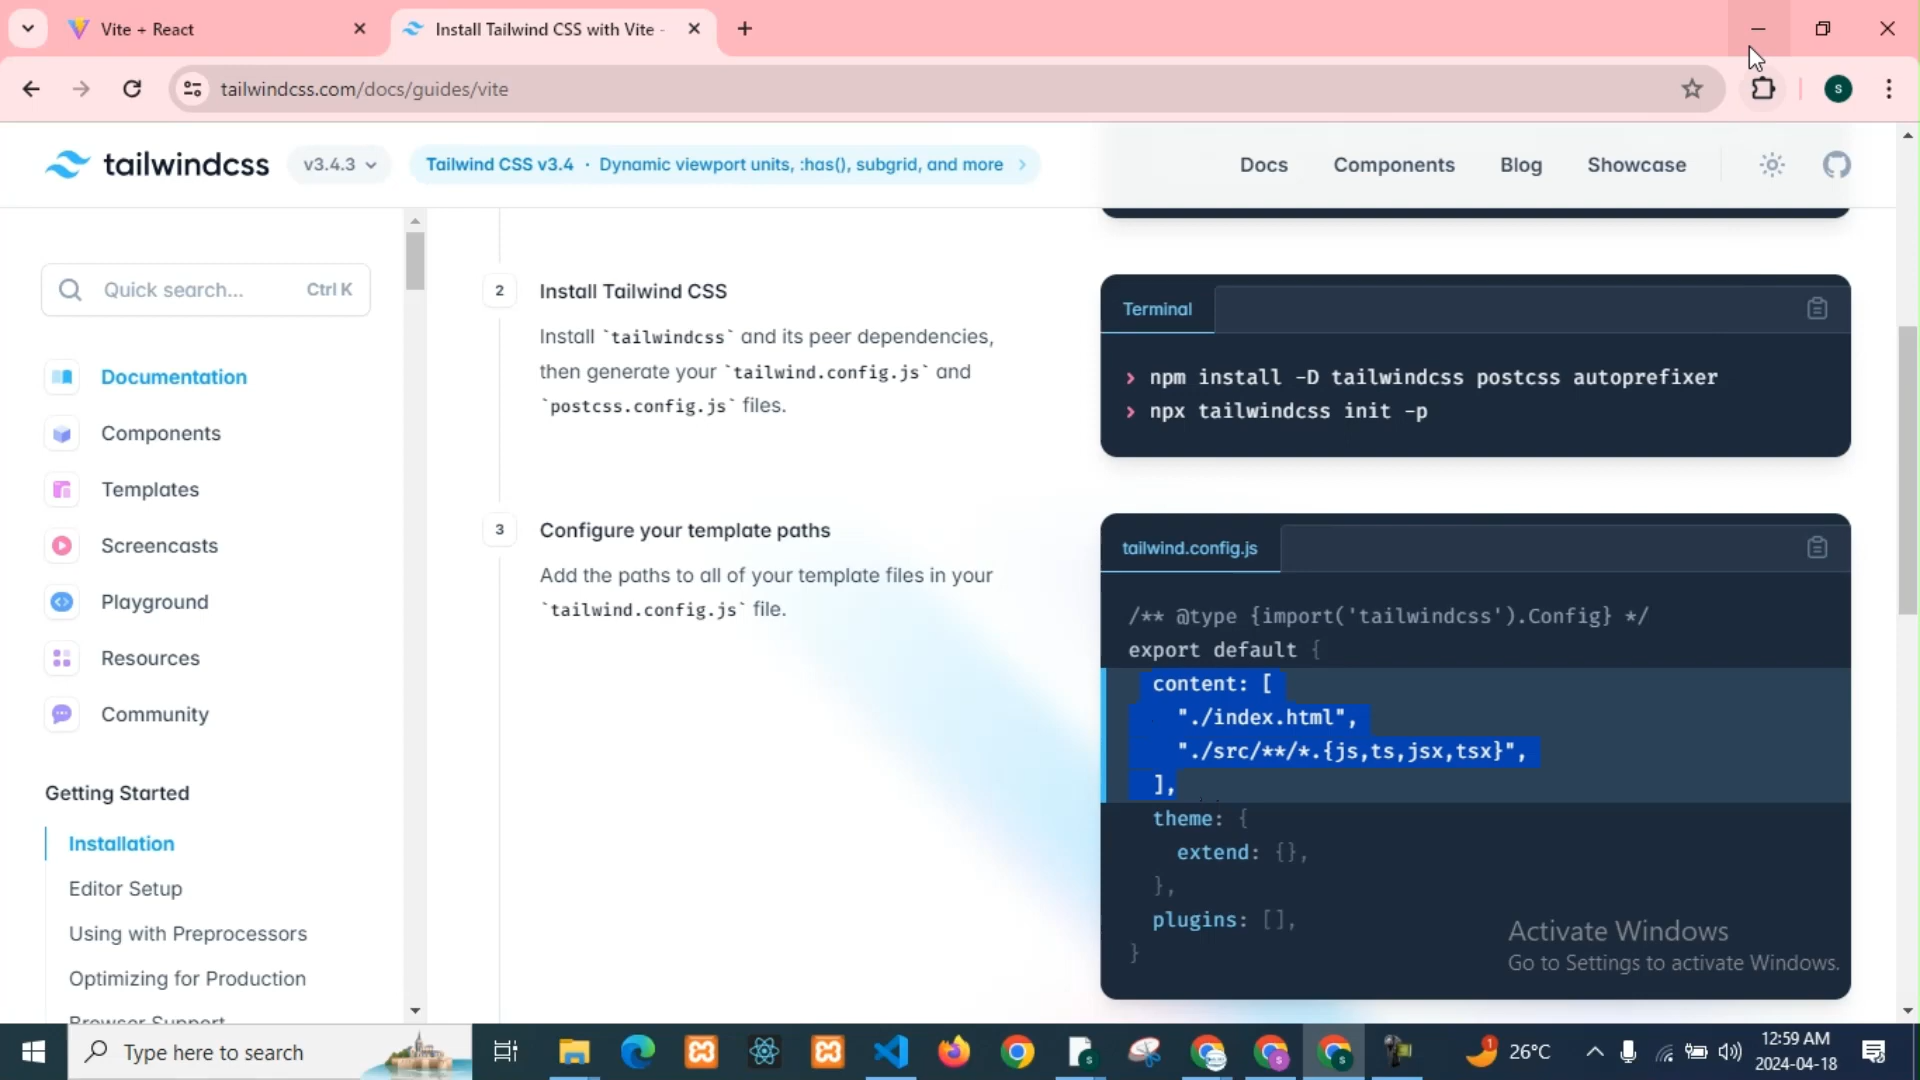 Vite + React
Install Tailwind CSS with Vite -
tailwindcss.com/docs/guides/vite
s
tailwindcss
v3.4.3
Tailwind CSS v3.4 · Dynamic viewport units, :has(), subgrid, and more
Docs
Components
Blog
Showcase
Quick search...
Ctrl K
Documentation
Components
Templates
Screencasts
Playground
Resources
Community
Getting Started
Installation
Editor Setup
Using with Preprocessors
Optimizing for Production
Browser Support
2
Install Tailwind CSS
Install `tailwindcss` and its peer dependencies,
then generate your `tailwind.config.js` and
`postcss.config.js` files.
Terminal
> npm install -D tailwindcss postcss autoprefixer
> npx tailwindcss init -p
3
Configure your template paths
Add the paths to all of your template files in your
`tailwind.config.js` file.
tailwind.config.js
/** @type {import('tailwindcss').Config} */
export default {
content: [
"./index.html",
"./src/**/*.{js,ts,jsx,tsx}",
],
theme: {
extend: {},
},
plugins: [],
}
Activate Windows
Go to Settings to activate Windows.
Type here to search
1
26°C
12:59 AM
2024-04-18